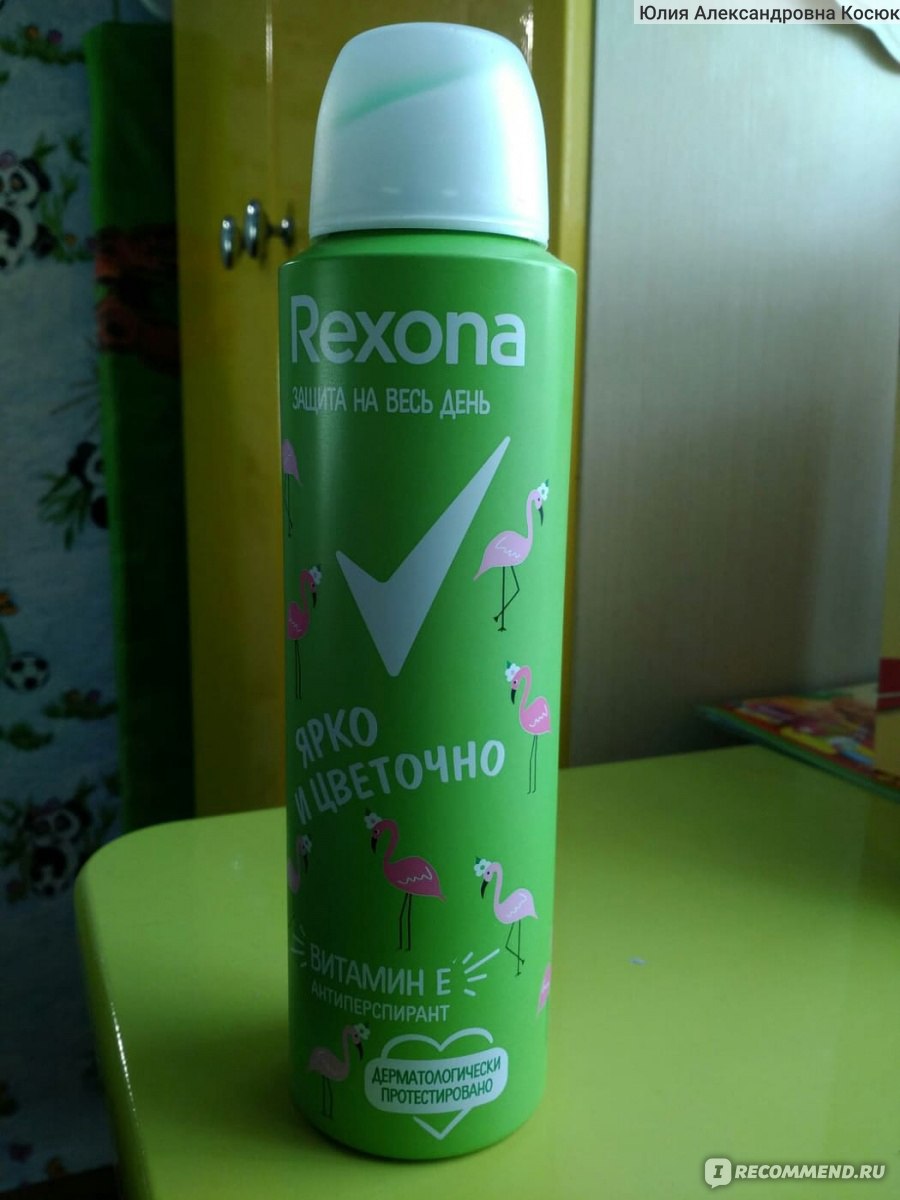 Юлия Александровна Косюк
Rexona
ЗАЩИТА НА ВЕСЬ ДЕНЬ
ЯРКО
И ЦВЕТОЧНО
ВИТАМИН Е
АНТИПЕРСПИРАНТ
ДЕРМАТОЛОГИЧЕСКИ
ПРОТЕСТИРОВАНО
I RECOMMEND.RU